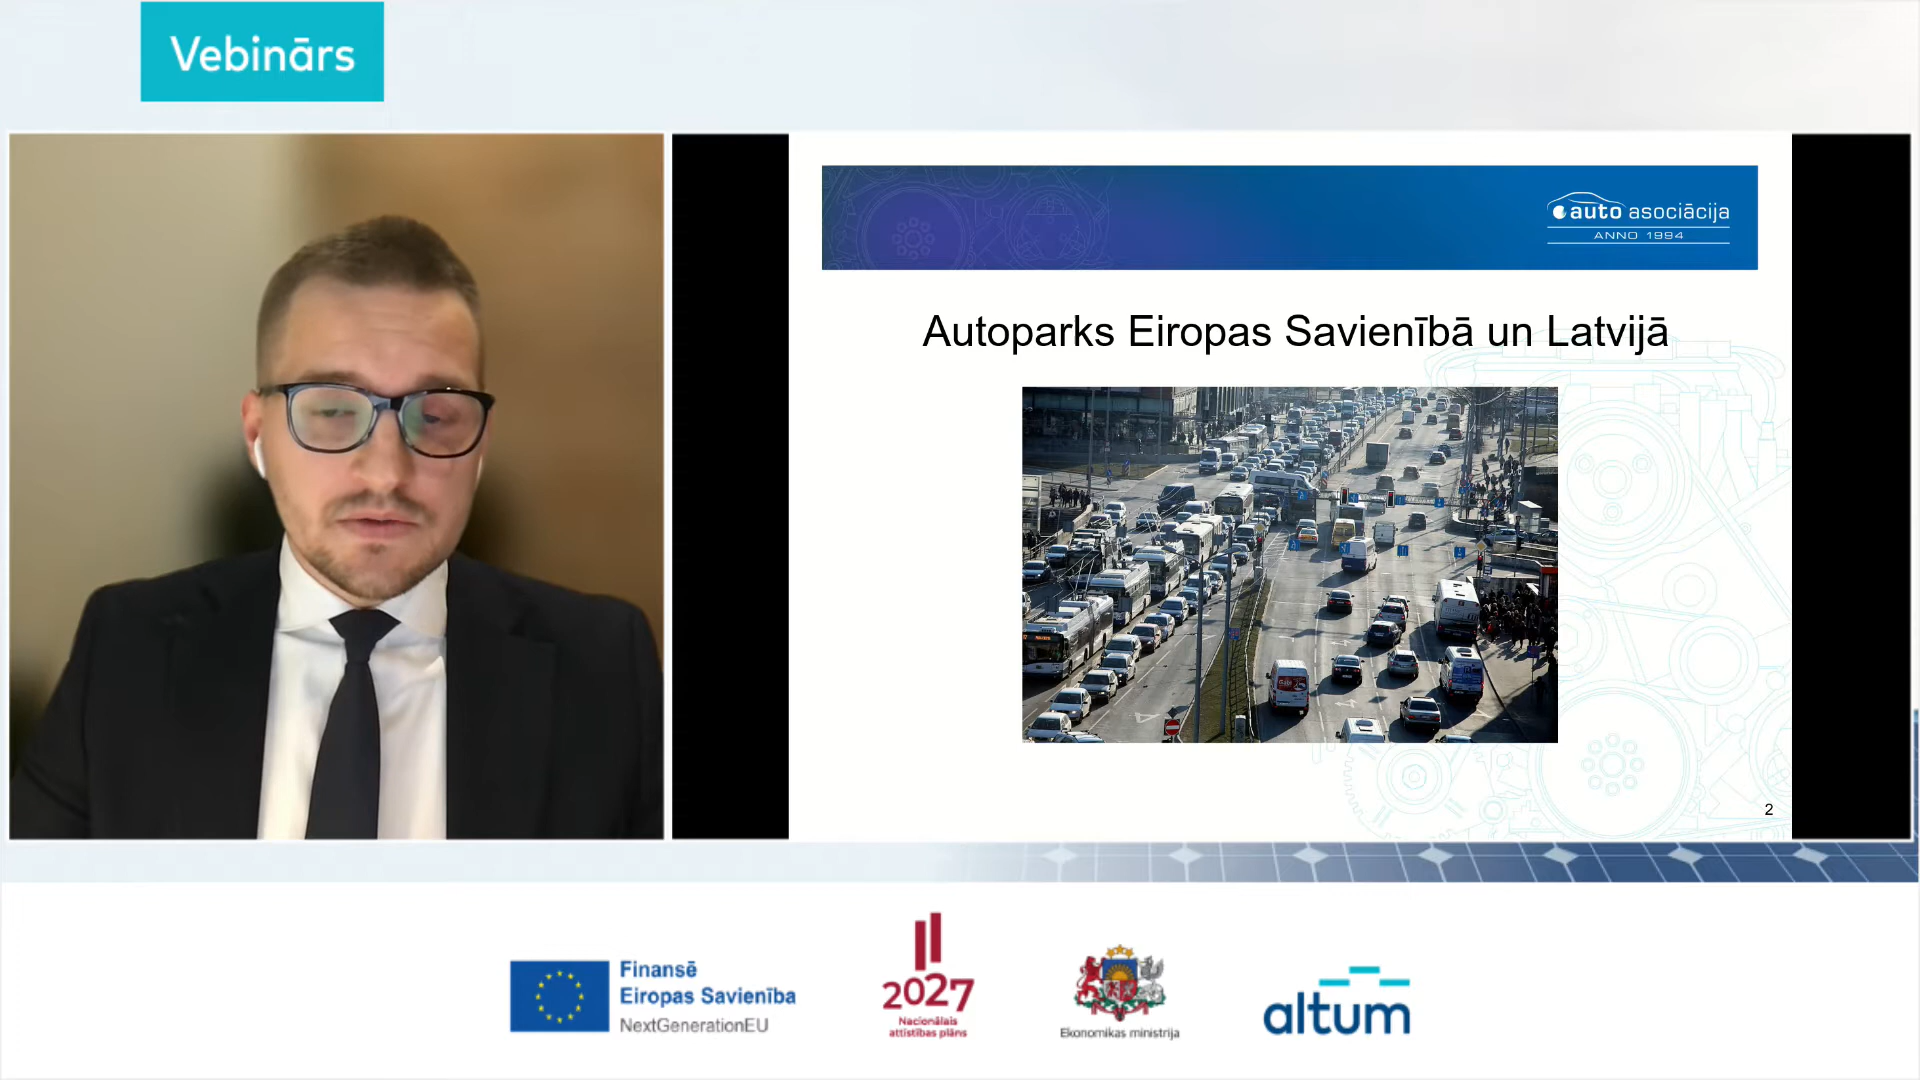 Vebinārs
auto asociācija
ANNO 1994
Autoparks Eiropas Savienībā un Latvijā
2
Finansē
Eiropas Savienība
NextGenerationEU
2027
Nacionālais
attīstības plāns
Ekonomikas ministrija
altum